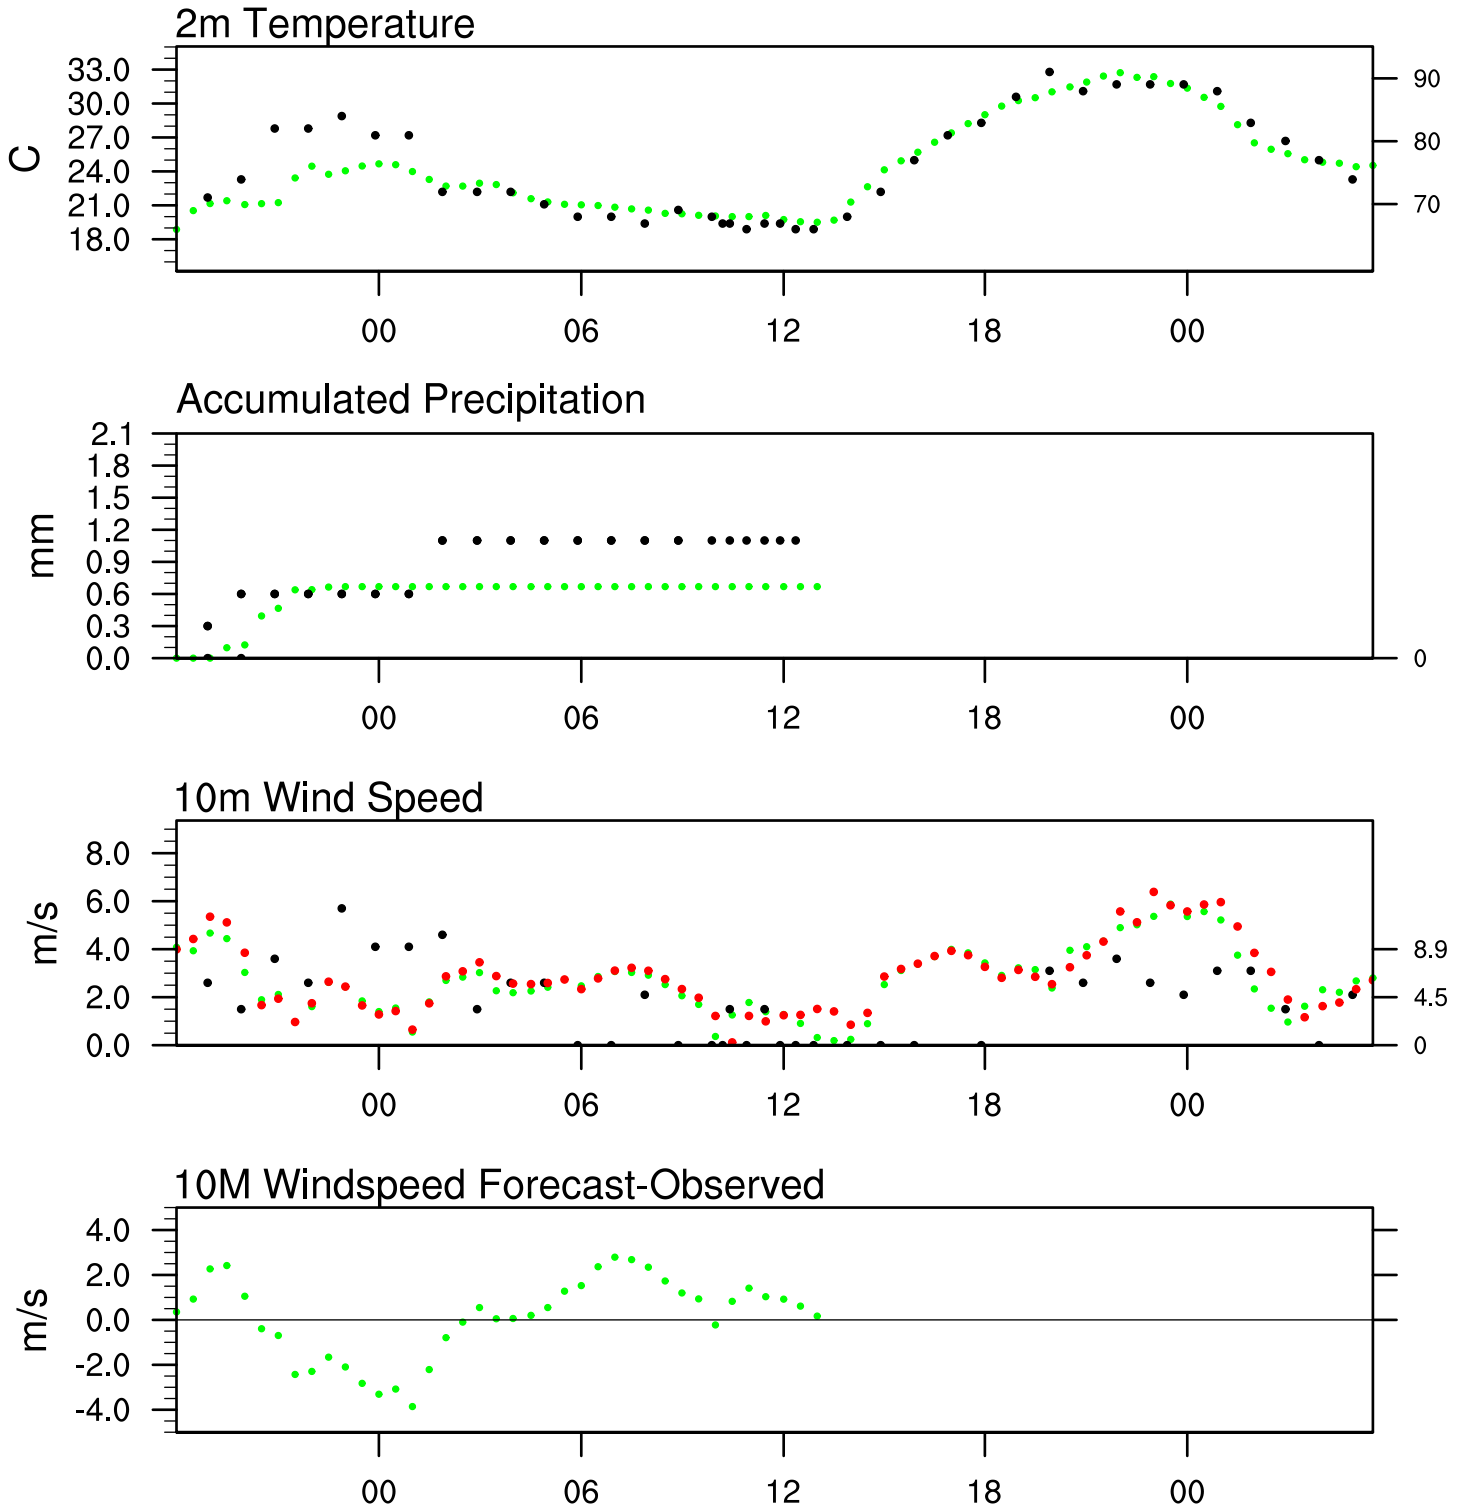 2m Temperature
33.0
30.0
27.0
24.0
21.0
18.0
C
90
80
70
00 06 12 18 00
Accumulated Precipitation
2.1
1.8
1.5
1.2
0.9
0.6
0.3
0.0
mm
0
00 06 12 18 00
10m Wind Speed
8.0
6.0
4.0
2.0
0.0
m/s
8.9
4.5
0
00 06 12 18 00
10M Windspeed Forecast-Observed
4.0
2.0
0.0
-2.0
-4.0
m/s
00 06 12 18 00